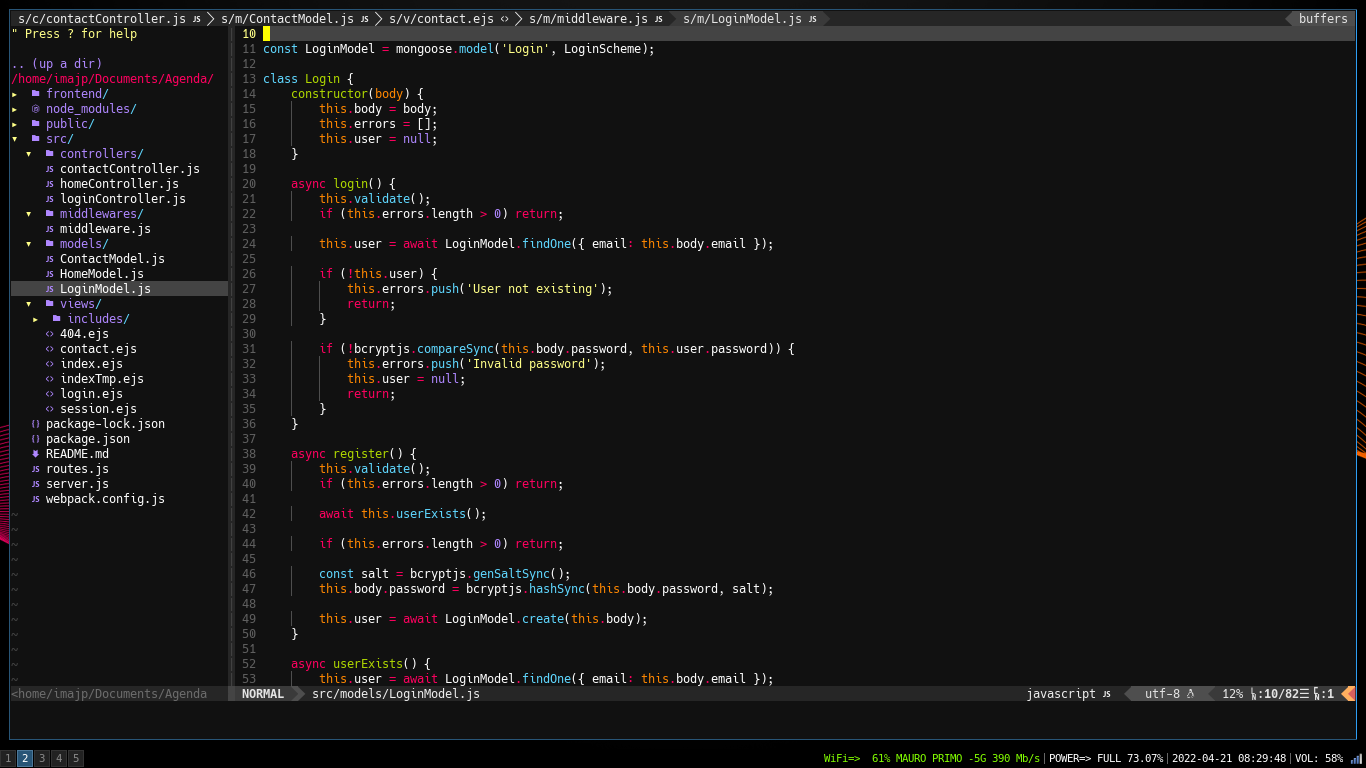 s/c/contactController.js JS s/m/ContactModel.js JS s/v/contact.ejs <> s/m/middleware.js JS s/m/LoginModel.js JS buffers
" Press ? for help
.. (up a dir)
/home/imajp/Documents/Agenda/
▸ frontend/
▸ node_modules/
▸ public/
▾ src/
▾ controllers/
JS contactController.js
JS homeController.js
JS loginController.js
▾ middlewares/
JS middleware.js
▾ models/
JS ContactModel.js
JS HomeModel.js
JS LoginModel.js
▾ views/
▸ includes/
<> 404.ejs
<> contact.ejs
<> index.ejs
<> indexTmp.ejs
<> login.ejs
<> session.ejs
{} package-lock.json
{} package.json
README.md
JS routes.js
JS server.js
JS webpack.config.js
~
~
~
~
~
~
~
~
~
~
~
~
<home/imajp/Documents/Agenda
10
11 const LoginModel = mongoose.model('Login', LoginScheme);
12
13 class Login {
14     constructor(body) {
15         this.body = body;
16         this.errors = [];
17         this.user = null;
18     }
19
20     async login() {
21         this.validate();
22         if (this.errors.length > 0) return;
23
24         this.user = await LoginModel.findOne({ email: this.body.email });
25
26         if (!this.user) {
27             this.errors.push('User not existing');
28             return;
29         }
30
31         if (!bcryptjs.compareSync(this.body.password, this.user.password)) {
32             this.errors.push('Invalid password');
33             this.user = null;
34             return;
35         }
36     }
37
38     async register() {
39         this.validate();
40         if (this.errors.length > 0) return;
41
42         await this.userExists();
43
44         if (this.errors.length > 0) return;
45
46         const salt = bcryptjs.genSaltSync();
47         this.body.password = bcryptjs.hashSync(this.body.password, salt);
48
49         this.user = await LoginModel.create(this.body);
50     }
51
52     async userExists() {
53         this.user = await LoginModel.findOne({ email: this.body.email });
NORMAL src/models/LoginModel.js javascript JS utf-8 12% :10/82☰ :1
1 2 3 4 5 WiFi=> 61% MAURO PRIMO -5G 390 Mb/s|POWER=> FULL 73.07%|2022-04-21 08:29:48|VOL: 58%